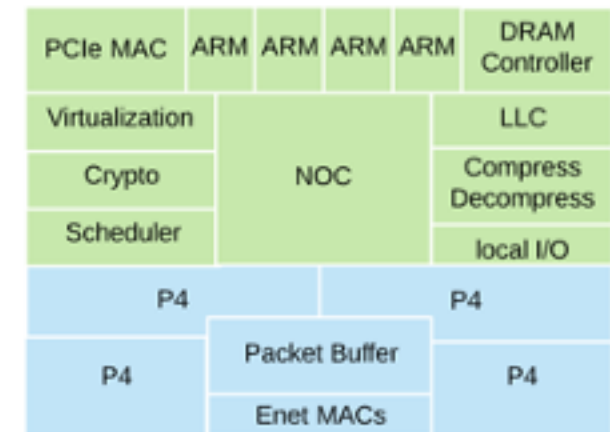 PCIe MAC
ARM
ARM
ARM
ARM
DRAM
Controller
Virtualization
NOC
LLC
Crypto
Compress
Decompress
Scheduler
local I/O
P4
P4
Packet Buffer
P4
P4
Enet MACs